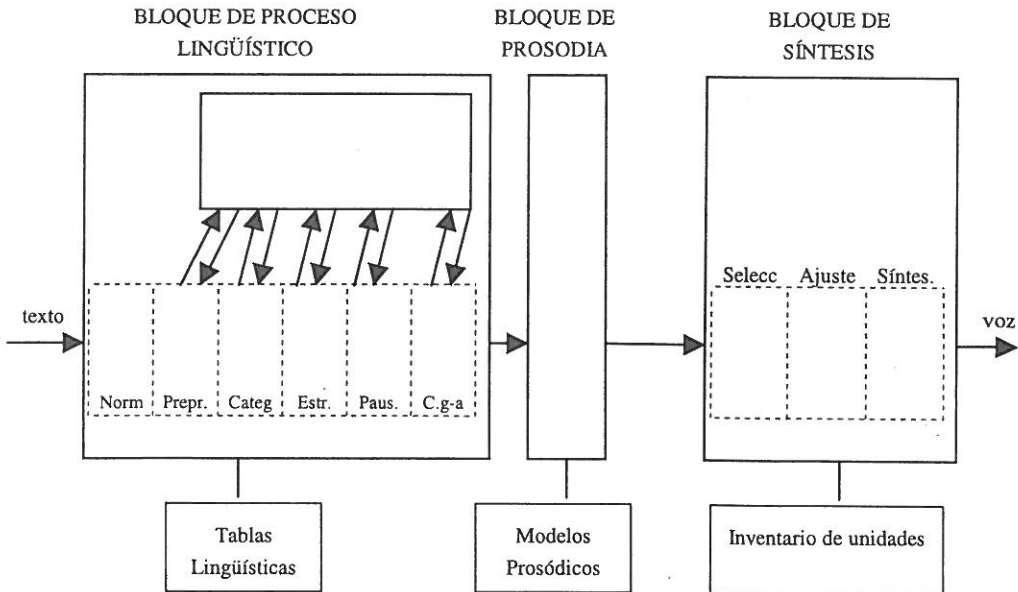 BLOQUE DE PROCESO
LINGÜÍSTICO
BLOQUE DE
PROSODIA
BLOQUE DE
SÍNTESIS
texto
Norm
Prepr.
Categ
Estr.
Paus.
C.g-a
Selecc
Ajuste
Síntes.
voz
Tablas
Lingüísticas
Modelos
Prosódicos
Inventario de unidades